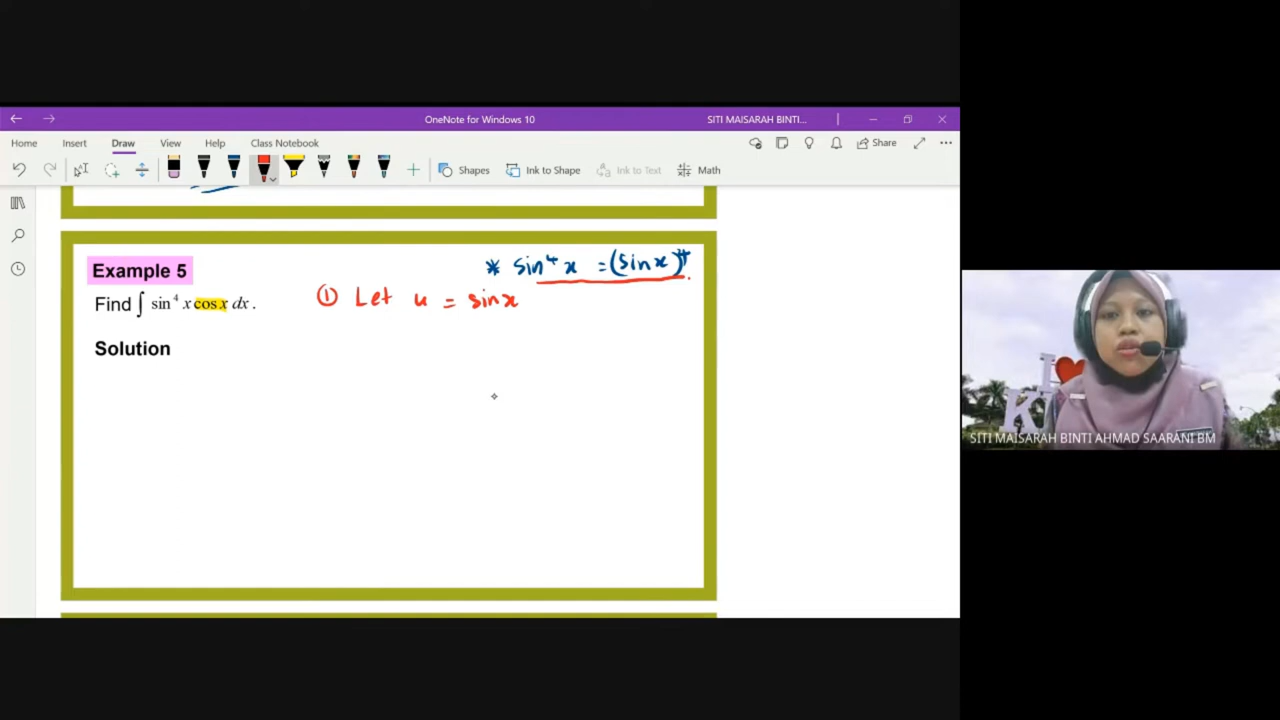 OneNote for Windows 10
SITI MAISARAH BINTI...
Home Insert Draw View Help Class Notebook
Share
Shapes Ink to Shape Ink to Text Math
Example 5
* sin⁴ x = (sin x)⁴.
Find ∫ sin⁴ x cos x dx.
① Let u = sin x
Solution
I
K
SITI MAISARAH BINTI AHMAD SAARANI BM